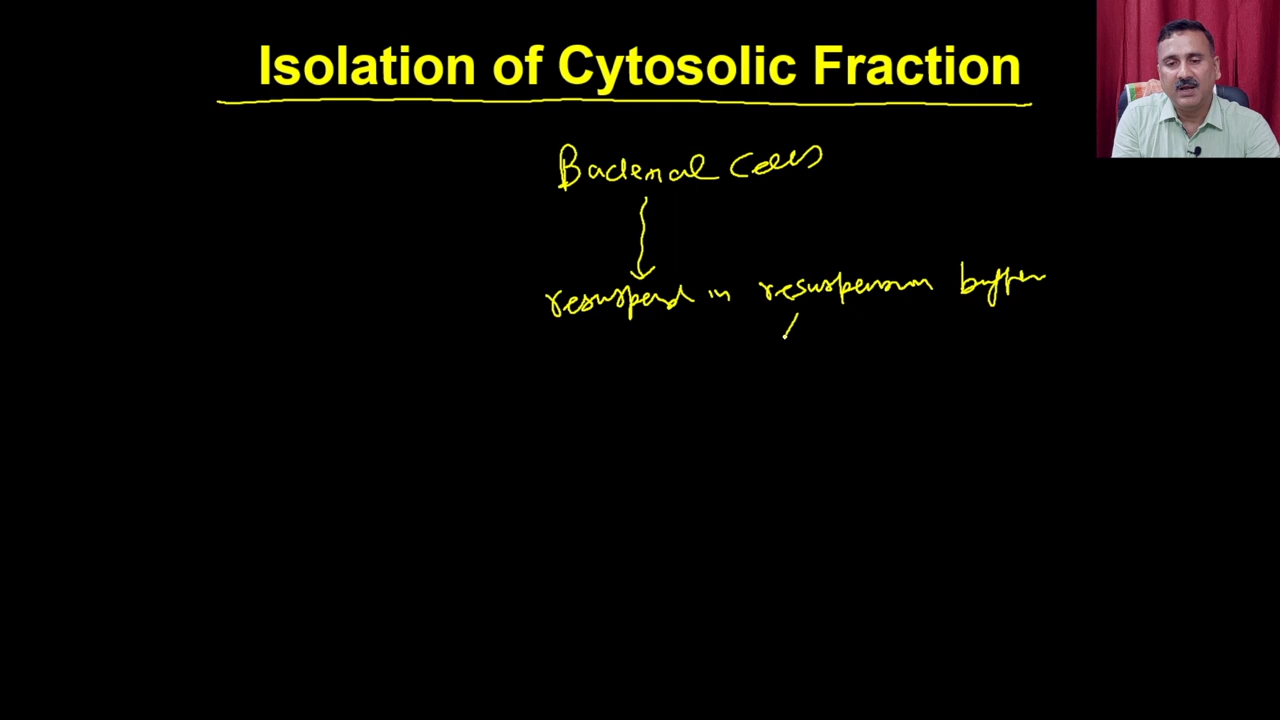 Isolation of Cytosolic Fraction
Bacterial Cells
resuspend in resuspension buffer